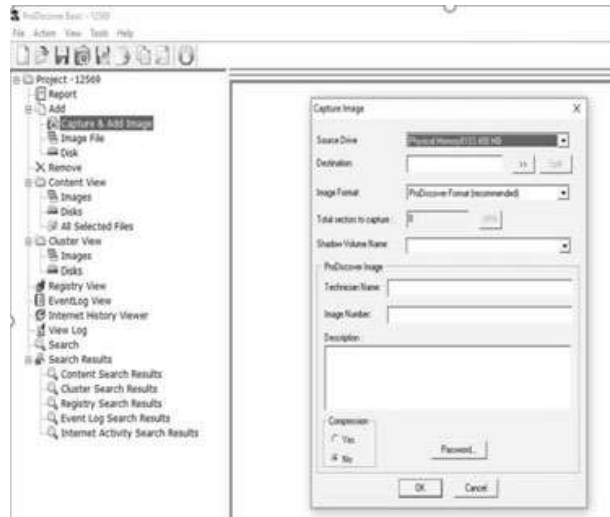 ProDiscover Basic - 12569
File Action View Tools Help
Project - 12569
Report
Add
Capture & Add Image
Image File
Disk
Remove
Content View
Images
Disks
All Selected Files
Cluster View
Images
Disks
Registry View
EventLog View
Internet History Viewer
View Log
Search
Search Results
Content Search Results
Cluster Search Results
Registry Search Results
Event Log Search Results
Internet Activity Search Results
Capture Image
X
Source Drive
Destination
>>
Image Format
ProDiscover Format (recommended)
Total sectors to capture :
Shadow Volume Name:
ProDiscover Image
Technician Name:
Image Number:
Description
Compression
Yes
No
Password...
OK
Cancel